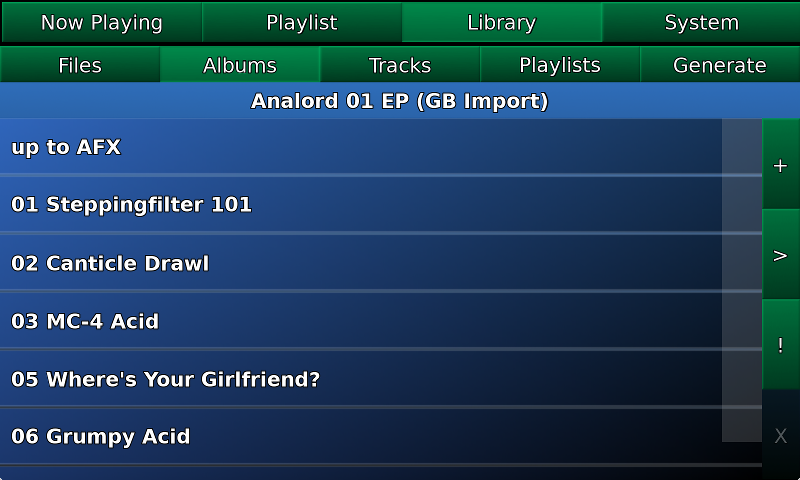 Now Playing Playlist Library System
Files Albums Tracks Playlists Generate
Analord 01 EP (GB Import)
up to AFX
01 Steppingfilter 101
02 Canticle Drawl
03 MC-4 Acid
05 Where's Your Girlfriend?
06 Grumpy Acid
+
>
!
X